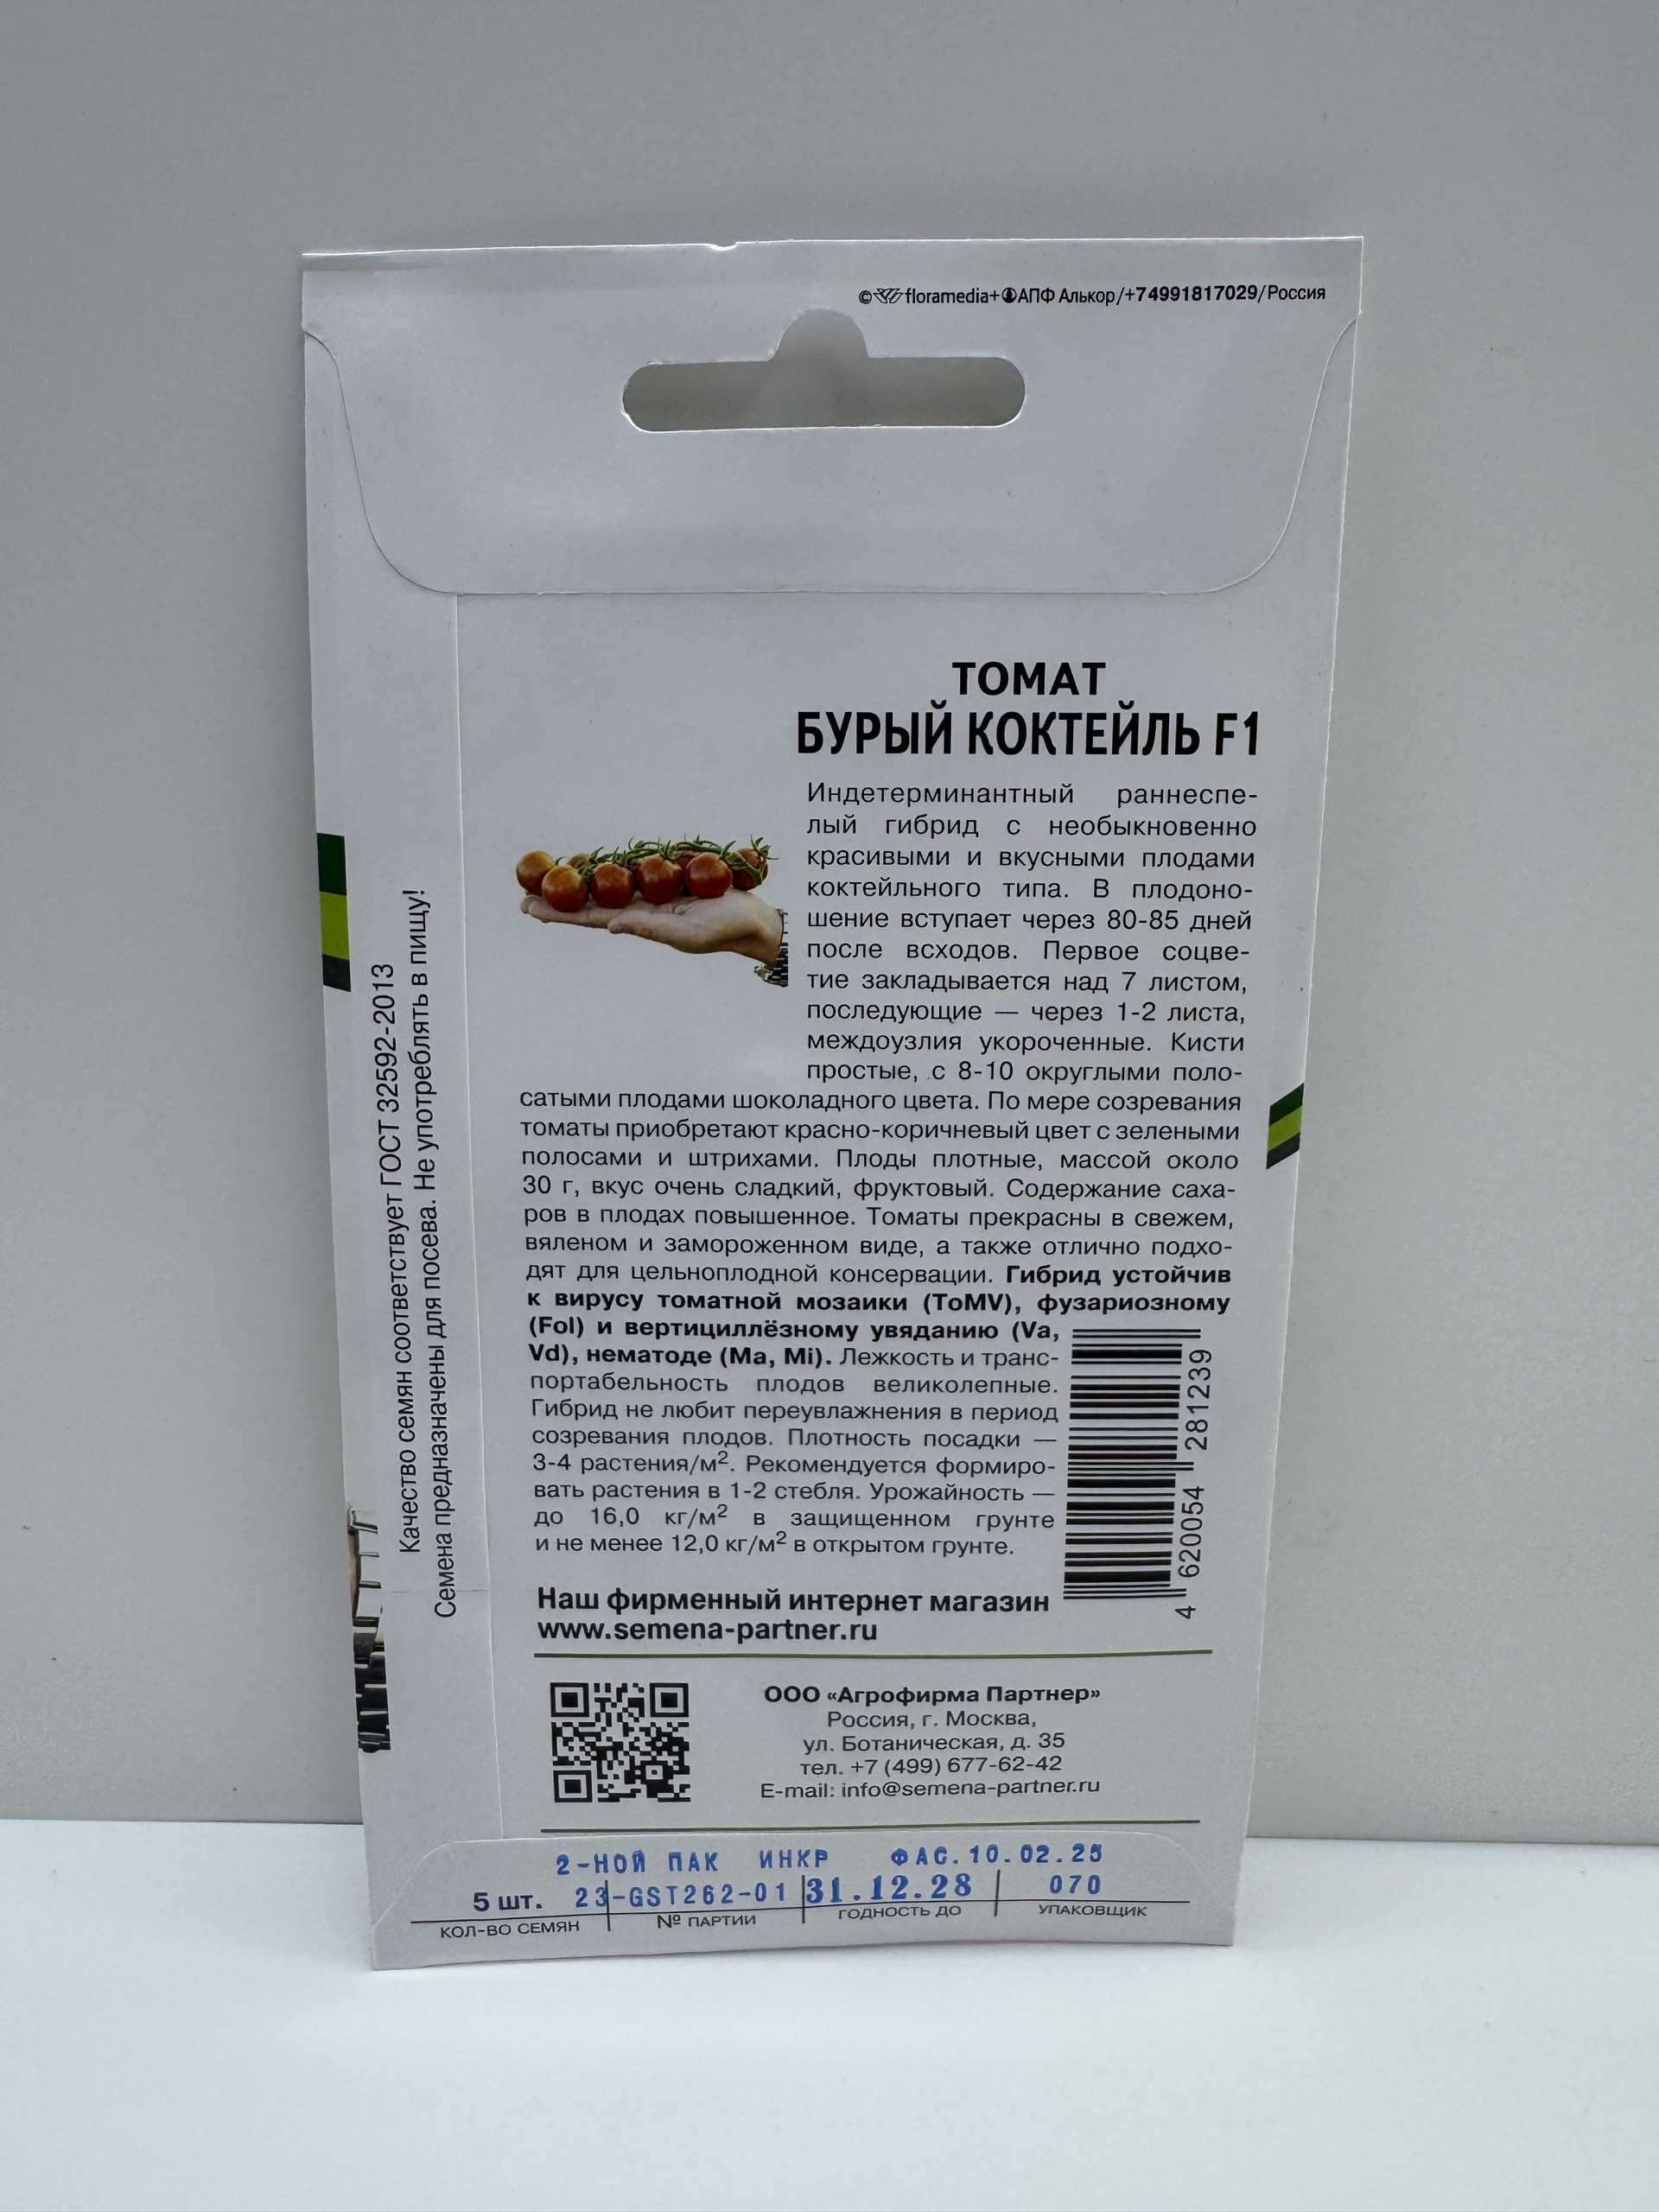 © floramedia+ АПФ Алькор/+74991817029/Россия
ТОМАТ
БУРЫЙ КОКТЕЙЛЬ F1
Индетерминантный раннеспе-
лый гибрид с необыкновенно
красивыми и вкусными плодами
коктейльного типа. В плодоно-
шение вступает через 80-85 дней
после всходов. Первое соцве-
тие закладывается над 7 листом,
последующие — через 1-2 листа,
междоузлия укороченные. Кисти
простые, с 8-10 округлыми поло-
сатыми плодами шоколадного цвета. По мере созревания
томаты приобретают красно-коричневый цвет с зелеными
полосами и штрихами. Плоды плотные, массой около
30 г, вкус очень сладкий, фруктовый. Содержание саха-
ров в плодах повышенное. Томаты прекрасны в свежем,
вяленом и замороженном виде, а также отлично подхо-
дят для цельноплодной консервации. Гибрид устойчив
к вирусу томатной мозаики (ToMV), фузариозному
(Fol) и вертициллёзному увяданию (Va,
Vd), нематоде (Ma, Mi). Лежкость и транс-
портабельность плодов великолепные.
Гибрид не любит переувлажнения в период
созревания плодов. Плотность посадки —
3-4 растения/м². Рекомендуется формиро-
вать растения в 1-2 стебля. Урожайность —
до 16,0 кг/м² в защищенном грунте
и не менее 12,0 кг/м² в открытом грунте.
4 620054 281239
Наш фирменный интернет магазин
www.semena-partner.ru
ООО «Агрофирма Партнер»
Россия, г. Москва,
ул. Ботаническая, д. 35
тел. +7 (499) 677-62-42
E-mail: info@semena-partner.ru
2-НОЙ ПАК ИНКР ФАС.10.02.25
5 шт. 23-GST262-01 31.12.28 070
КОЛ-ВО СЕМЯН № ПАРТИИ ГОДНОСТЬ ДО УПАКОВЩИК
Качество семян соответствует ГОСТ 32592-2013
Семена предназначены для посева. Не употреблять в пищу!